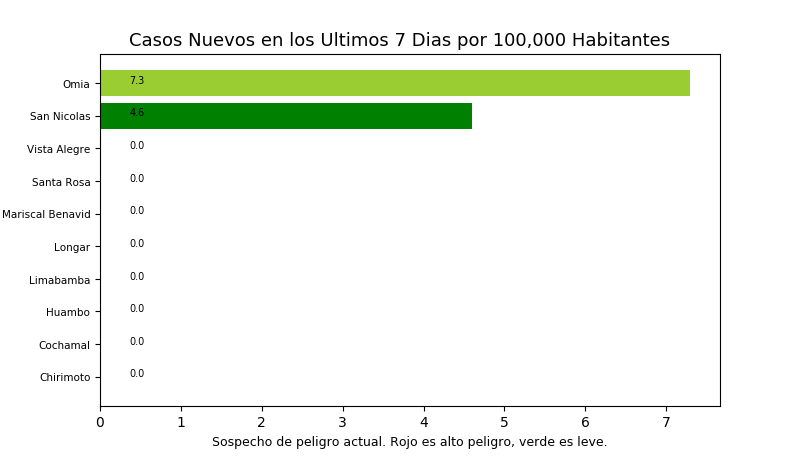 Casos Nuevos en los Ultimos 7 Dias por 100,000 Habitantes
Omia 7.3
San Nicolas 4.6
Vista Alegre 0.0
Santa Rosa 0.0
Mariscal Benavid 0.0
Longar 0.0
Limabamba 0.0
Huambo 0.0
Cochamal 0.0
Chirimoto 0.0
0 1 2 3 4 5 6 7
Sospecho de peligro actual. Rojo es alto peligro, verde es leve.